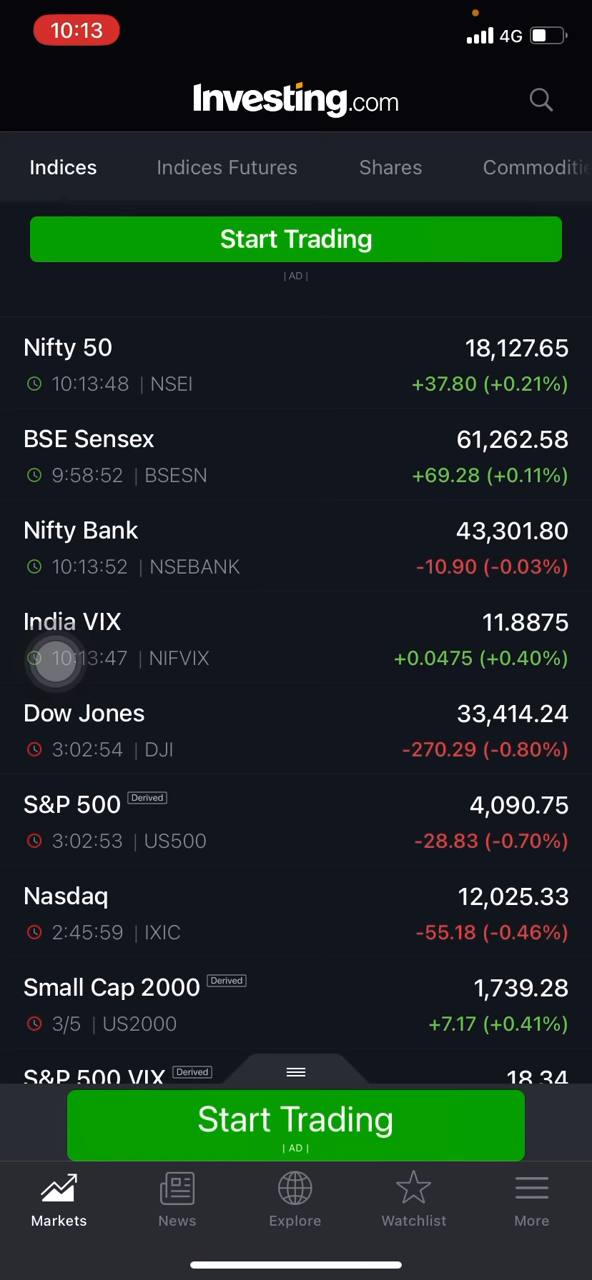 10:13
4G
Investing.com
Indices Indices Futures Shares Commoditie
Start Trading
| AD |
Nifty 50 18,127.65
10:13:48 | NSEI +37.80 (+0.21%)
BSE Sensex 61,262.58
9:58:52 | BSESN +69.28 (+0.11%)
Nifty Bank 43,301.80
10:13:52 | NSEBANK -10.90 (-0.03%)
India VIX 11.8875
10:13:47 | NIFVIX +0.0475 (+0.40%)
Dow Jones 33,414.24
3:02:54 | DJI -270.29 (-0.80%)
S&P 500 Derived 4,090.75
3:02:53 | US500 -28.83 (-0.70%)
Nasdaq 12,025.33
2:45:59 | IXIC -55.18 (-0.46%)
Small Cap 2000 Derived 1,739.28
3/5 | US2000 +7.17 (+0.41%)
S&P 500 VIX Derived 18.34
Start Trading
| AD |
Markets News Explore Watchlist More